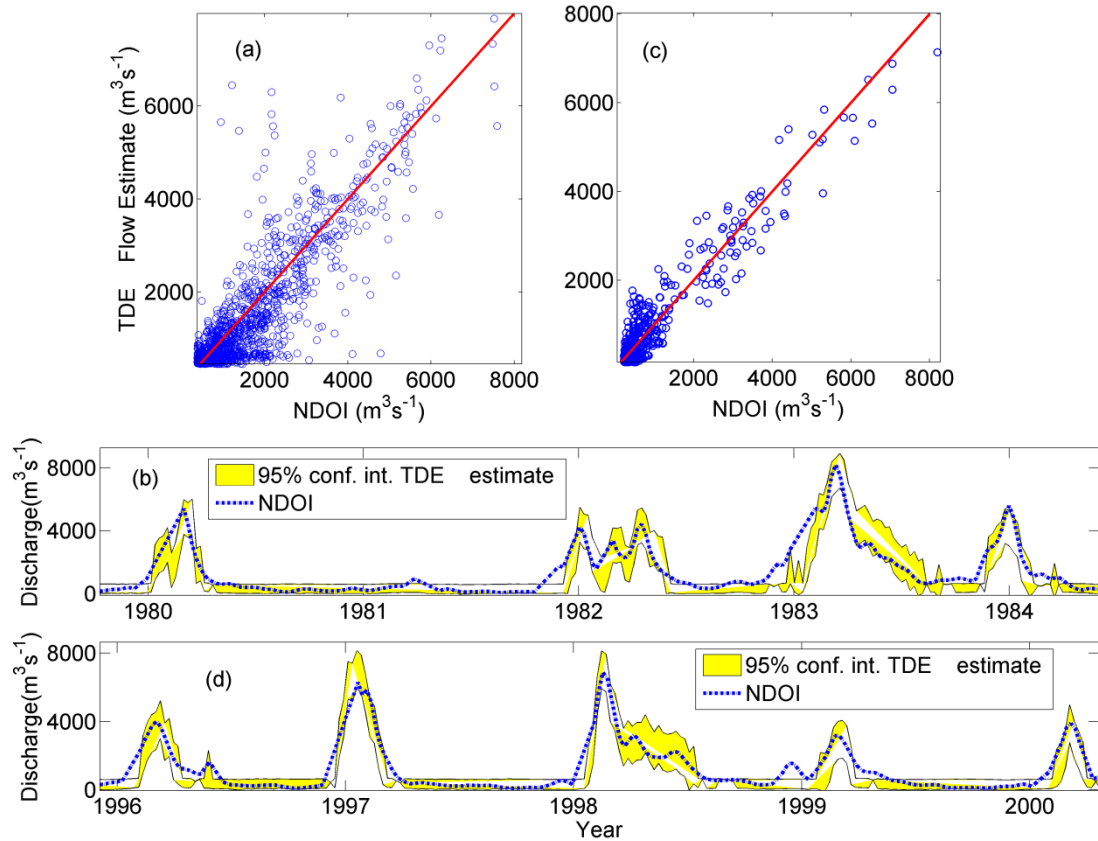 (a)
8000
6000
4000
2000
TDE Flow Estimate (m³s⁻¹)
2000 4000 6000 8000
NDOI (m³s⁻¹)
(c)
8000
6000
4000
2000
2000 4000 6000 8000
NDOI (m³s⁻¹)
(b)
95% conf. int. TDE estimate
NDOI
Discharge(m³s⁻¹)
8000
4000
0
1980 1981 1982 1983 1984
(d)
95% conf. int. TDE estimate
NDOI
Discharge(m³s⁻¹)
8000
4000
0
1996 1997 1998 1999 2000
Year